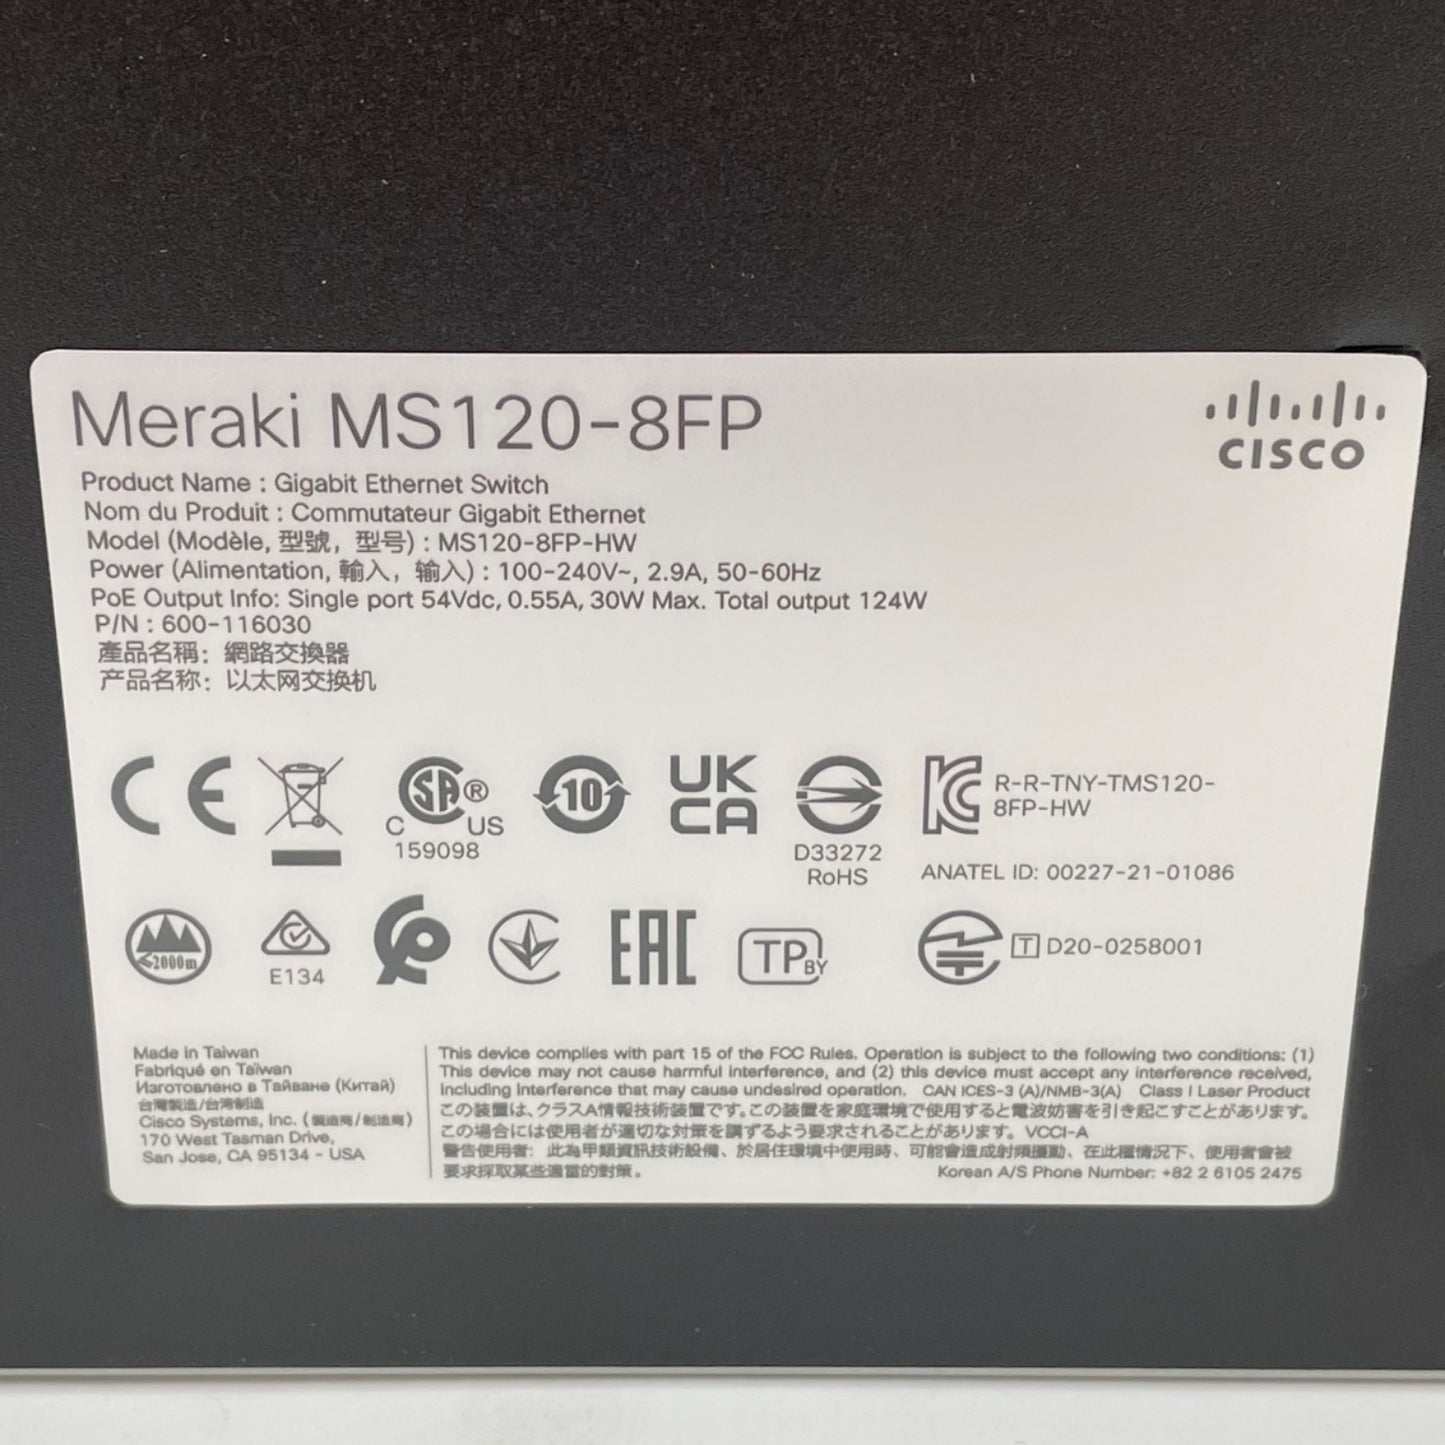 Meraki MS120-8FP
CISCO
Product Name : Gigabit Ethernet Switch
Nom du Produit : Commutateur Gigabit Ethernet
Model (Modèle, 型號，型号) : MS120-8FP-HW
Power (Alimentation, 輸入，输入) : 100-240V~, 2.9A, 50-60Hz
PoE Output Info: Single port 54Vdc, 0.55A, 30W Max. Total output 124W
P/N : 600-116030
產品名稱：網路交換器
产品名称：以太网交换机
CE
C SA ® US
159098
10
UK
CA
D33272
RoHS
R-R-TNY-TMS120-
8FP-HW
ANATEL ID: 00227-21-01086
≤2000m
E134
EAC
TP BY
T D20-0258001
Made in Taiwan
Fabriqué en Taïwan
Изготовлено в Тайване (Китай)
台灣製造/台湾制造
Cisco Systems, Inc. (製造商/制造商)
170 West Tasman Drive,
San Jose, CA 95134 - USA
This device complies with part 15 of the FCC Rules. Operation is subject to the following two conditions: (1)
This device may not cause harmful interference, and (2) this device must accept any interference received,
including interference that may cause undesired operation. CAN ICES-3 (A)/NMB-3(A) Class I Laser Product
この装置は、クラスA情報技術装置です。この装置を家庭環境で使用すると電波妨害を引き起こすことがあります。
この場合には使用者が適切な対策を講ずるよう要求されることがあります。VCCI-A
警告使用者：此為甲類資訊技術設備、於居住環境中使用時、可能會造成射頻擾動、在此種情況下、使用者會被
要求採取某些適當的對策。
Korean A/S Phone Number: +82 2 6105 2475